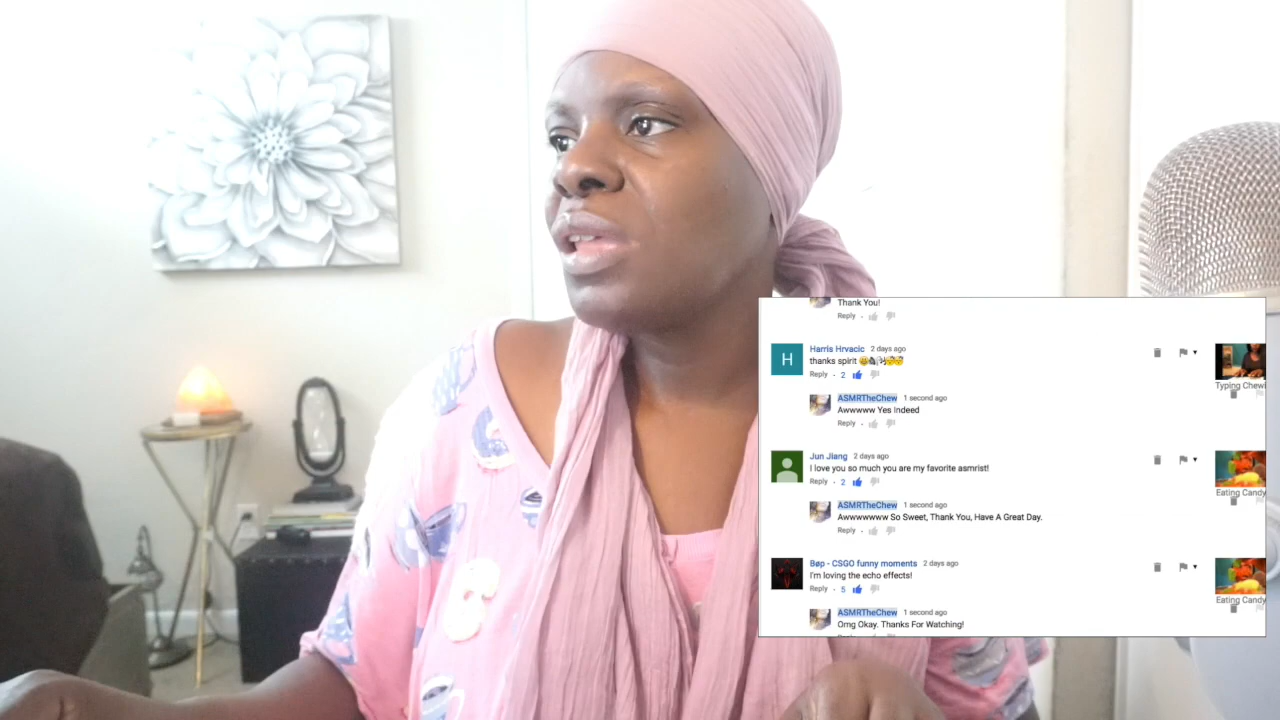 Thank You!
Reply
Harris Hrvacic 2 days ago
thanks spirit
Reply 2
ASMRTheChew 1 second ago
Awwwww Yes Indeed
Reply
Typing Chewi
Jun Jiang 2 days ago
I love you so much you are my favorite asmrist!
Reply 2
ASMRTheChew 1 second ago
Awwwwwww So Sweet, Thank You, Have A Great Day.
Reply
Eating Candy
Bøp - CSGO funny moments 2 days ago
I'm loving the echo effects!
Reply 5
ASMRTheChew 1 second ago
Omg Okay. Thanks For Watching!
Eating Candy
H